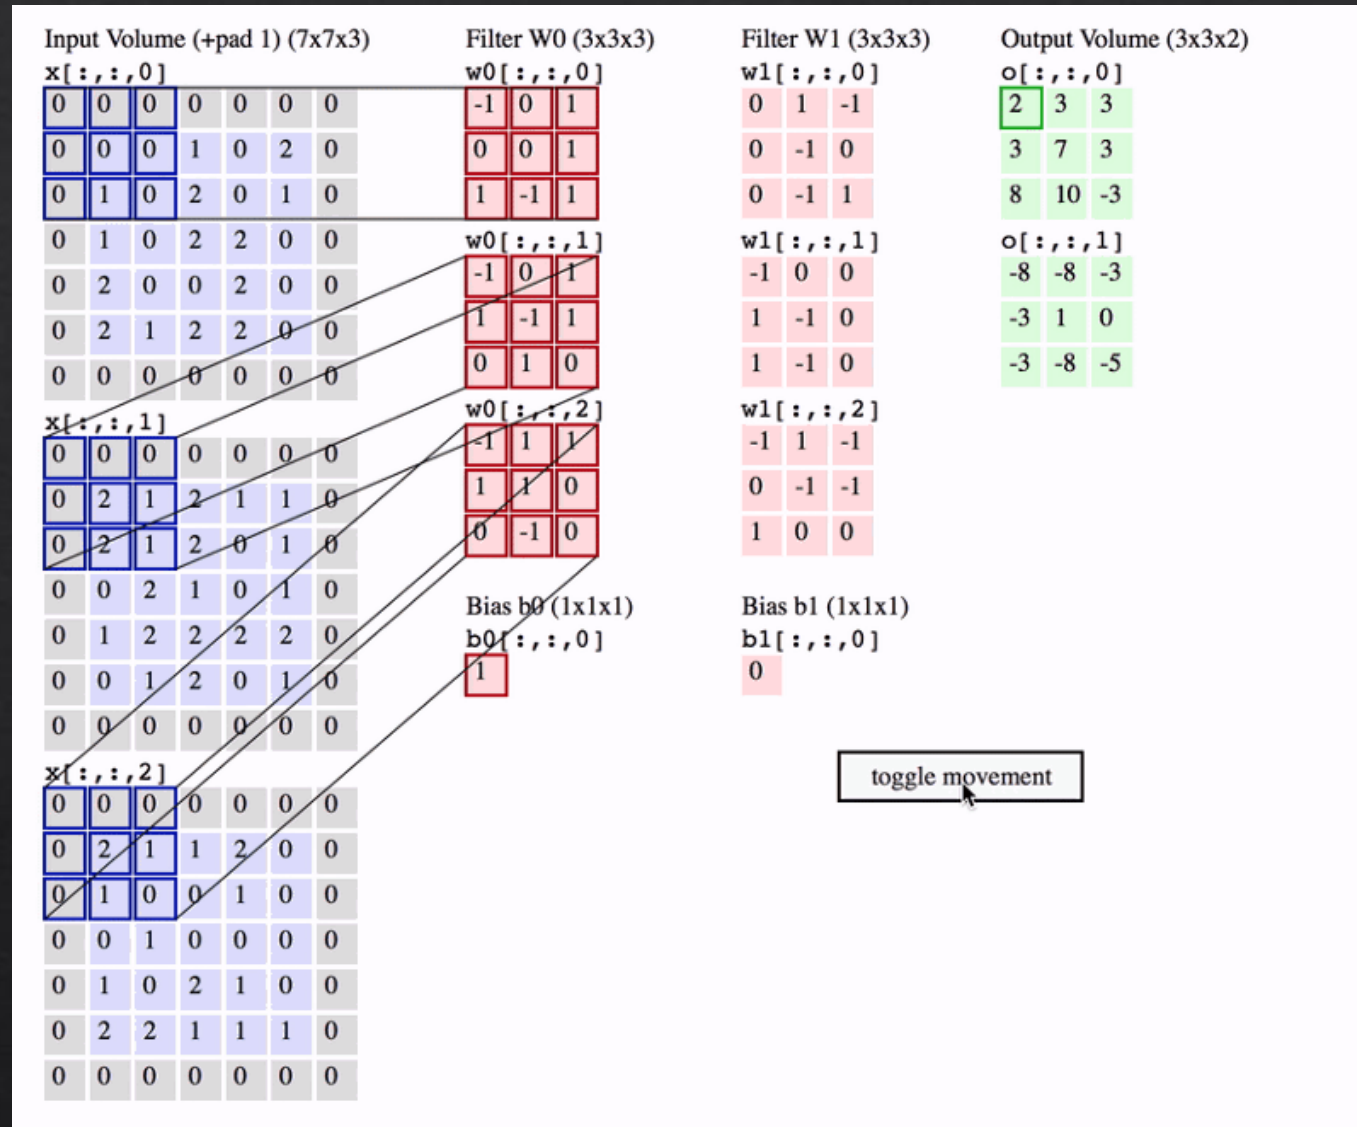 Input Volume (+pad 1) (7x7x3)
x[:,:,0]
0 0 0 0 0 0 0
0 0 0 1 0 2 0
0 1 0 2 0 1 0
0 1 0 2 2 0 0
0 2 0 0 2 0 0
0 2 1 2 2 0 0
0 0 0 0 0 0 0
x[:,:,1]
0 0 0 0 0 0 0
0 2 1 2 1 1 0
0 2 1 2 0 1 0
0 0 2 1 0 1 0
0 1 2 2 2 2 0
0 0 1 2 0 1 0
0 0 0 0 0 0 0
x[:,:,2]
0 0 0 0 0 0 0
0 2 1 1 2 0 0
0 1 0 0 1 0 0
0 0 1 0 0 0 0
0 1 0 2 1 0 0
0 2 2 1 1 1 0
0 0 0 0 0 0 0
Filter W0 (3x3x3)
w0[:,:,0]
-1 0 1
0 0 1
1 -1 1
w0[:,:,1]
-1 0 1
1 -1 1
0 1 0
w0[:,:,2]
-1 1 1
1 1 0
0 -1 0
Bias b0 (1x1x1)
b0[:,:,0]
1
Filter W1 (3x3x3)
w1[:,:,0]
0 1 -1
0 -1 0
0 -1 1
w1[:,:,1]
-1 0 0
1 -1 0
1 -1 0
w1[:,:,2]
-1 1 -1
0 -1 -1
1 0 0
Bias b1 (1x1x1)
b1[:,:,0]
0
Output Volume (3x3x2)
o[:,:,0]
2 3 3
3 7 3
8 10 -3
o[:,:,1]
-8 -8 -3
-3 1 0
-3 -8 -5
toggle movement